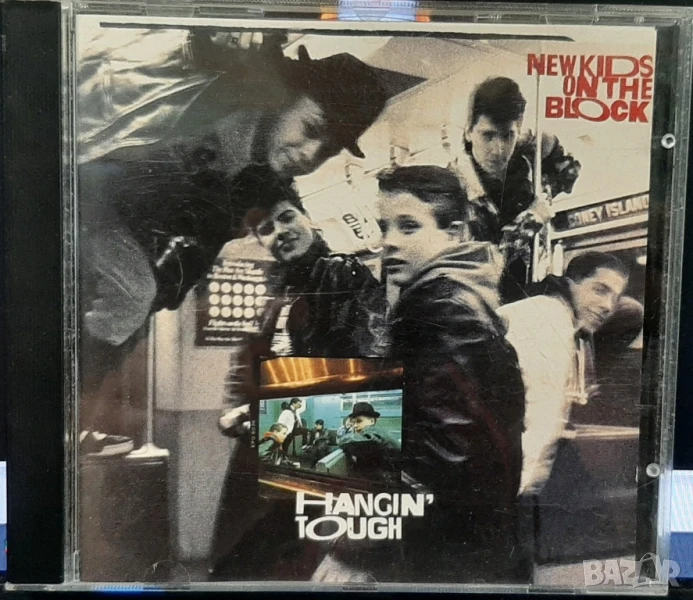 NEW KIDS
ON THE
BLOCK
CONEY ISLAND
HANGIN'
TOUGH
BAZAR